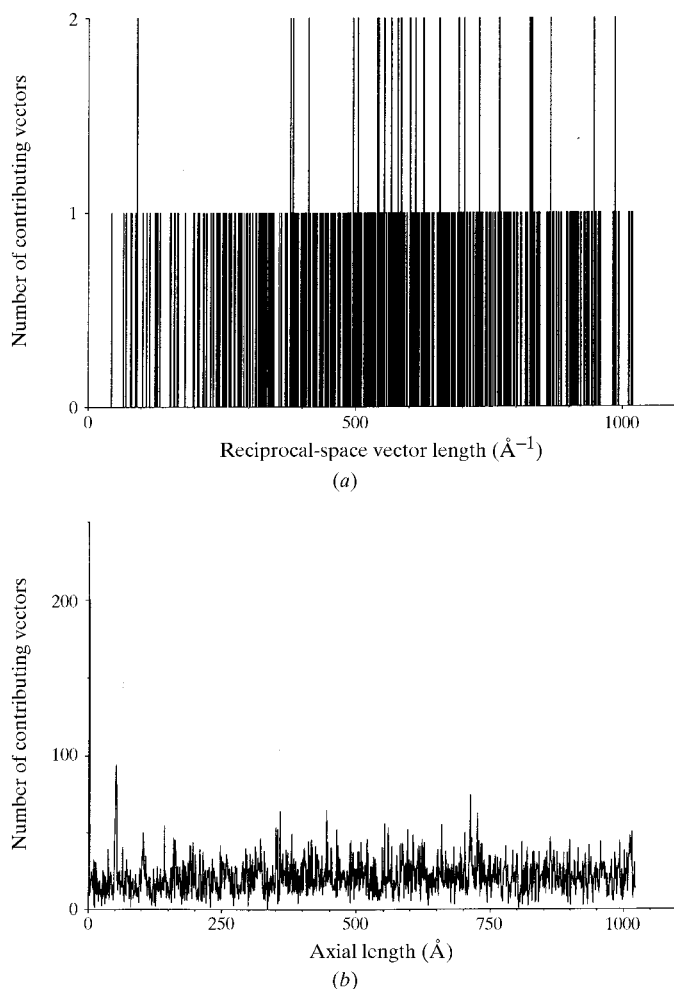 2
1
0
Number of contributing vectors
0
500
1000
Reciprocal-space vector length (Å⁻¹)
(a)
200
100
0
Number of contributing vectors
0
250
500
750
1000
Axial length (Å)
(b)